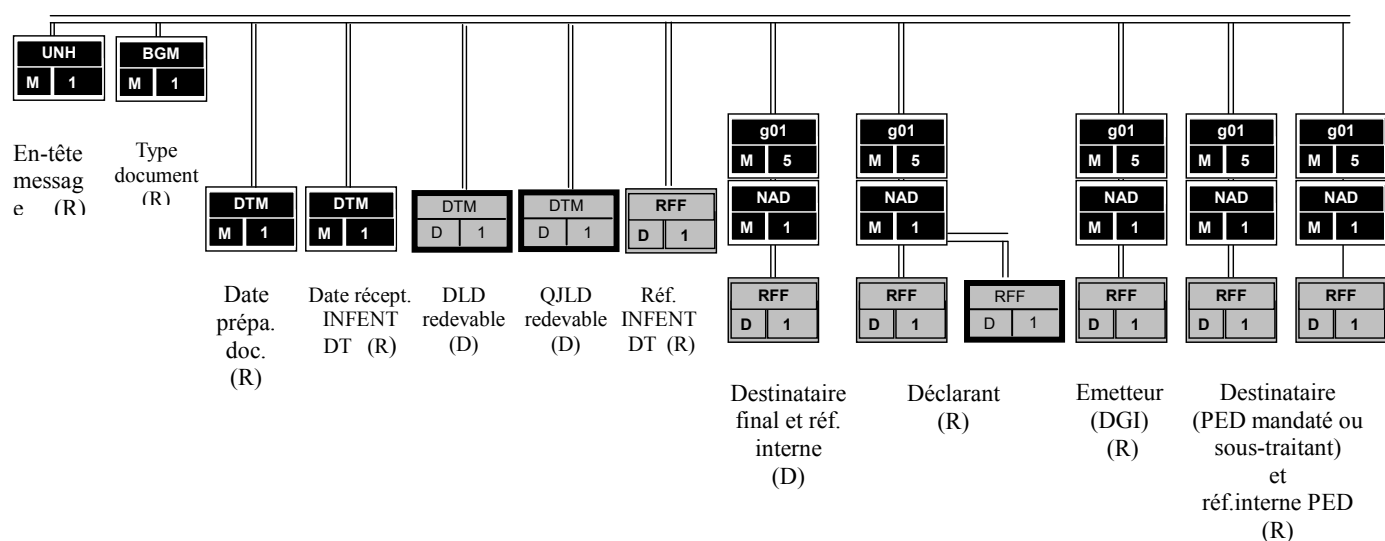 UNH
M 1
BGM
M 1
En-tête
messag
e (R)
Type
document
(R)
DTM
M 1
DTM
M 1
DTM
D 1
DTM
D 1
RFF
D 1
Date
prépa.
doc.
(R)
Date récept.
INFENT
DT (R)
DLD
redevable
(D)
QJLD
redevable
(D)
Réf.
INFENT
DT (R)
g01
M 5
NAD
M 1
RFF
D 1
g01
M 5
NAD
M 1
RFF
D 1
RFF
D 1
g01
M 5
NAD
M 1
RFF
D 1
g01
M 5
NAD
M 1
RFF
D 1
g01
M 5
NAD
M 1
RFF
D 1
Destinataire
final et réf.
interne
(D)
Déclarant
(R)
Emetteur
(DGI)
(R)
Destinataire
(PED mandaté ou
sous-traitant)
et
réf.interne PED
(R)